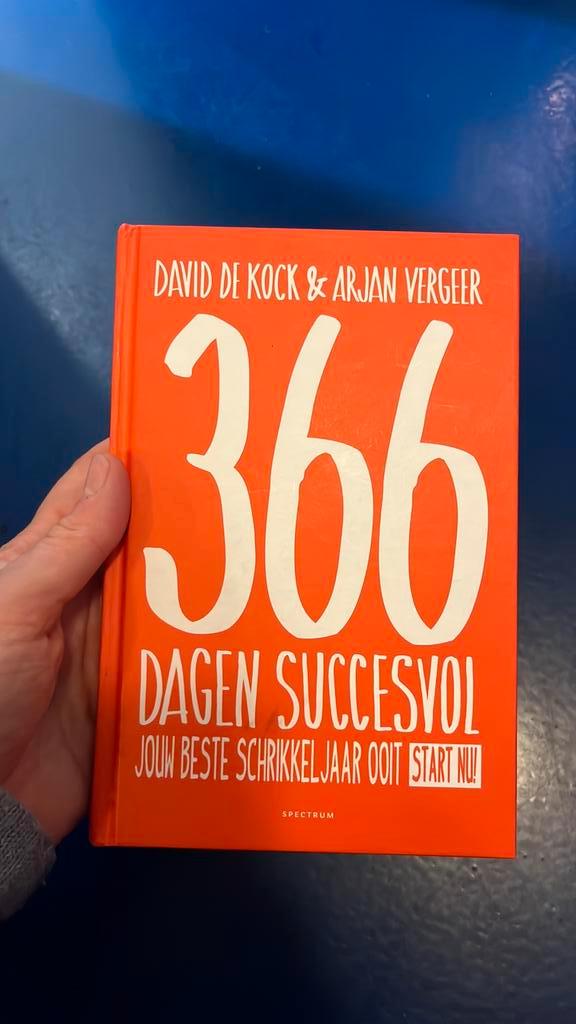 DAVID DE KOCK & ARJAN VERGEER
366
DAGEN SUCCESVOL
JOUW BESTE SCHRIKKELJAAR OOIT START NU!
SPECTRUM